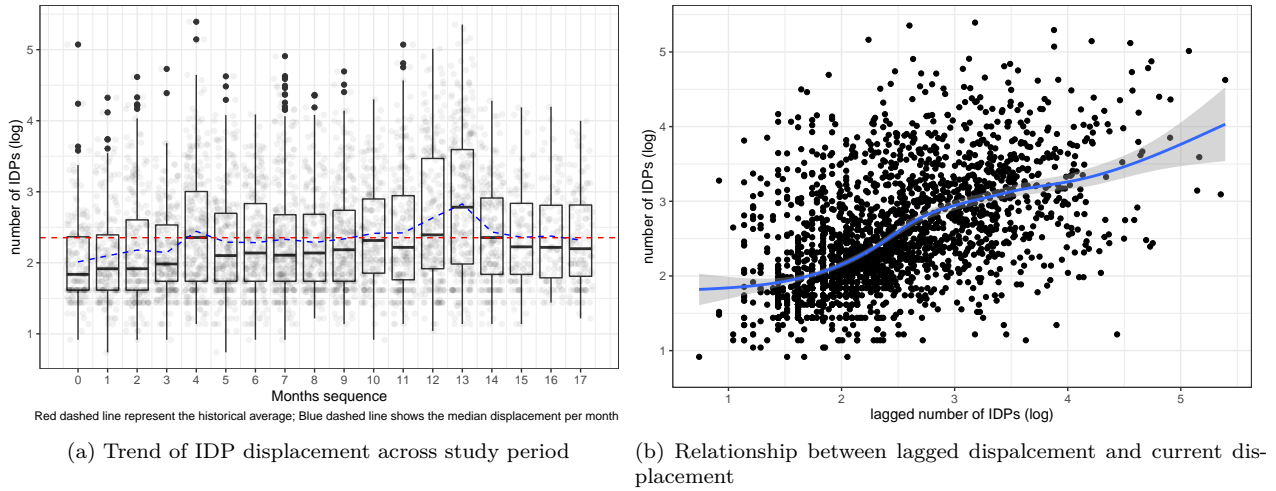 5
4
3
2
1
number of IDPs (log)
0 1 2 3 4 5 6 7 8 9 10 11 12 13 14 15 16 17
Months sequence
Red dashed line represent the historical average; Blue dashed line shows the median displacement per month
(a) Trend of IDP displacement across study period
5
4
3
2
1
number of IDPs (log)
1 2 3 4 5
lagged number of IDPs (log)
(b) Relationship between lagged dispalcement and current dis-
placement